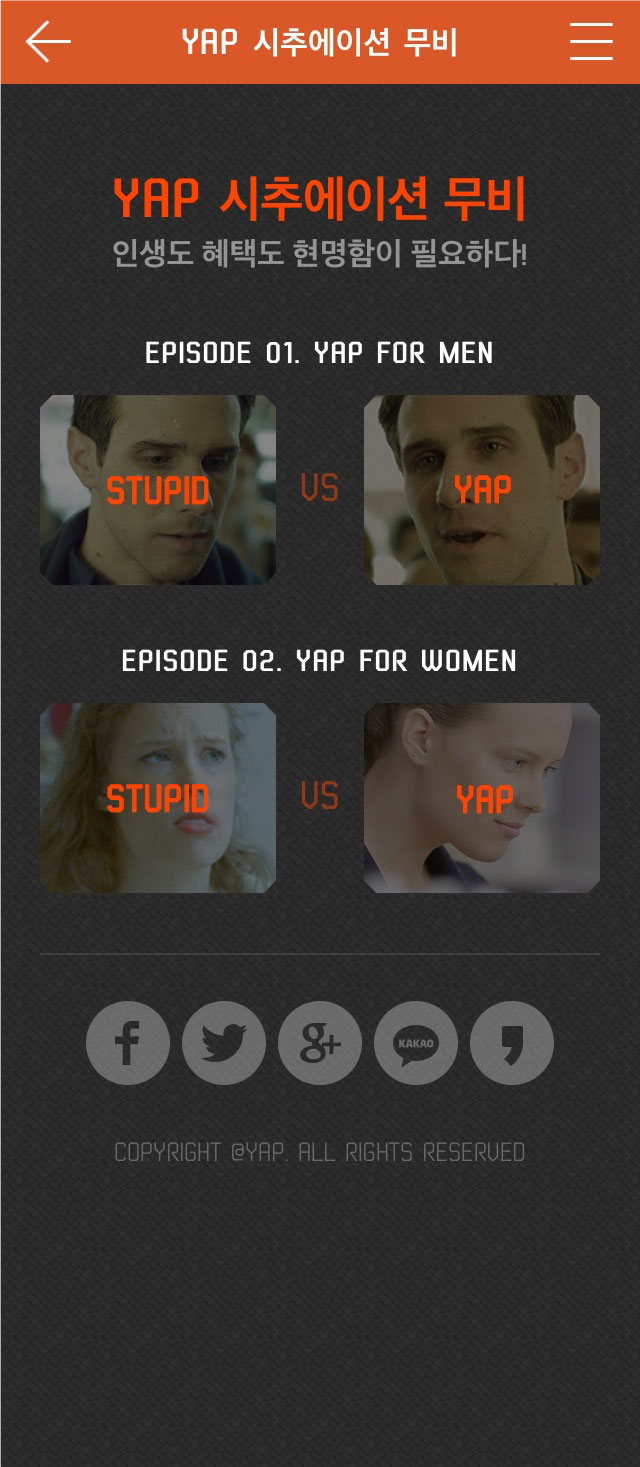 YAP 시추에이션 무비
YAP 시추에이션 무비
인생도 혜택도 현명함이 필요하다!
EPISODE 01. YAP FOR MEN
STUPID VS YAP
EPISODE 02. YAP FOR WOMEN
STUPID VS YAP
f g+ KAKAO
COPYRIGHT @YAP. ALL RIGHTS RESERVED